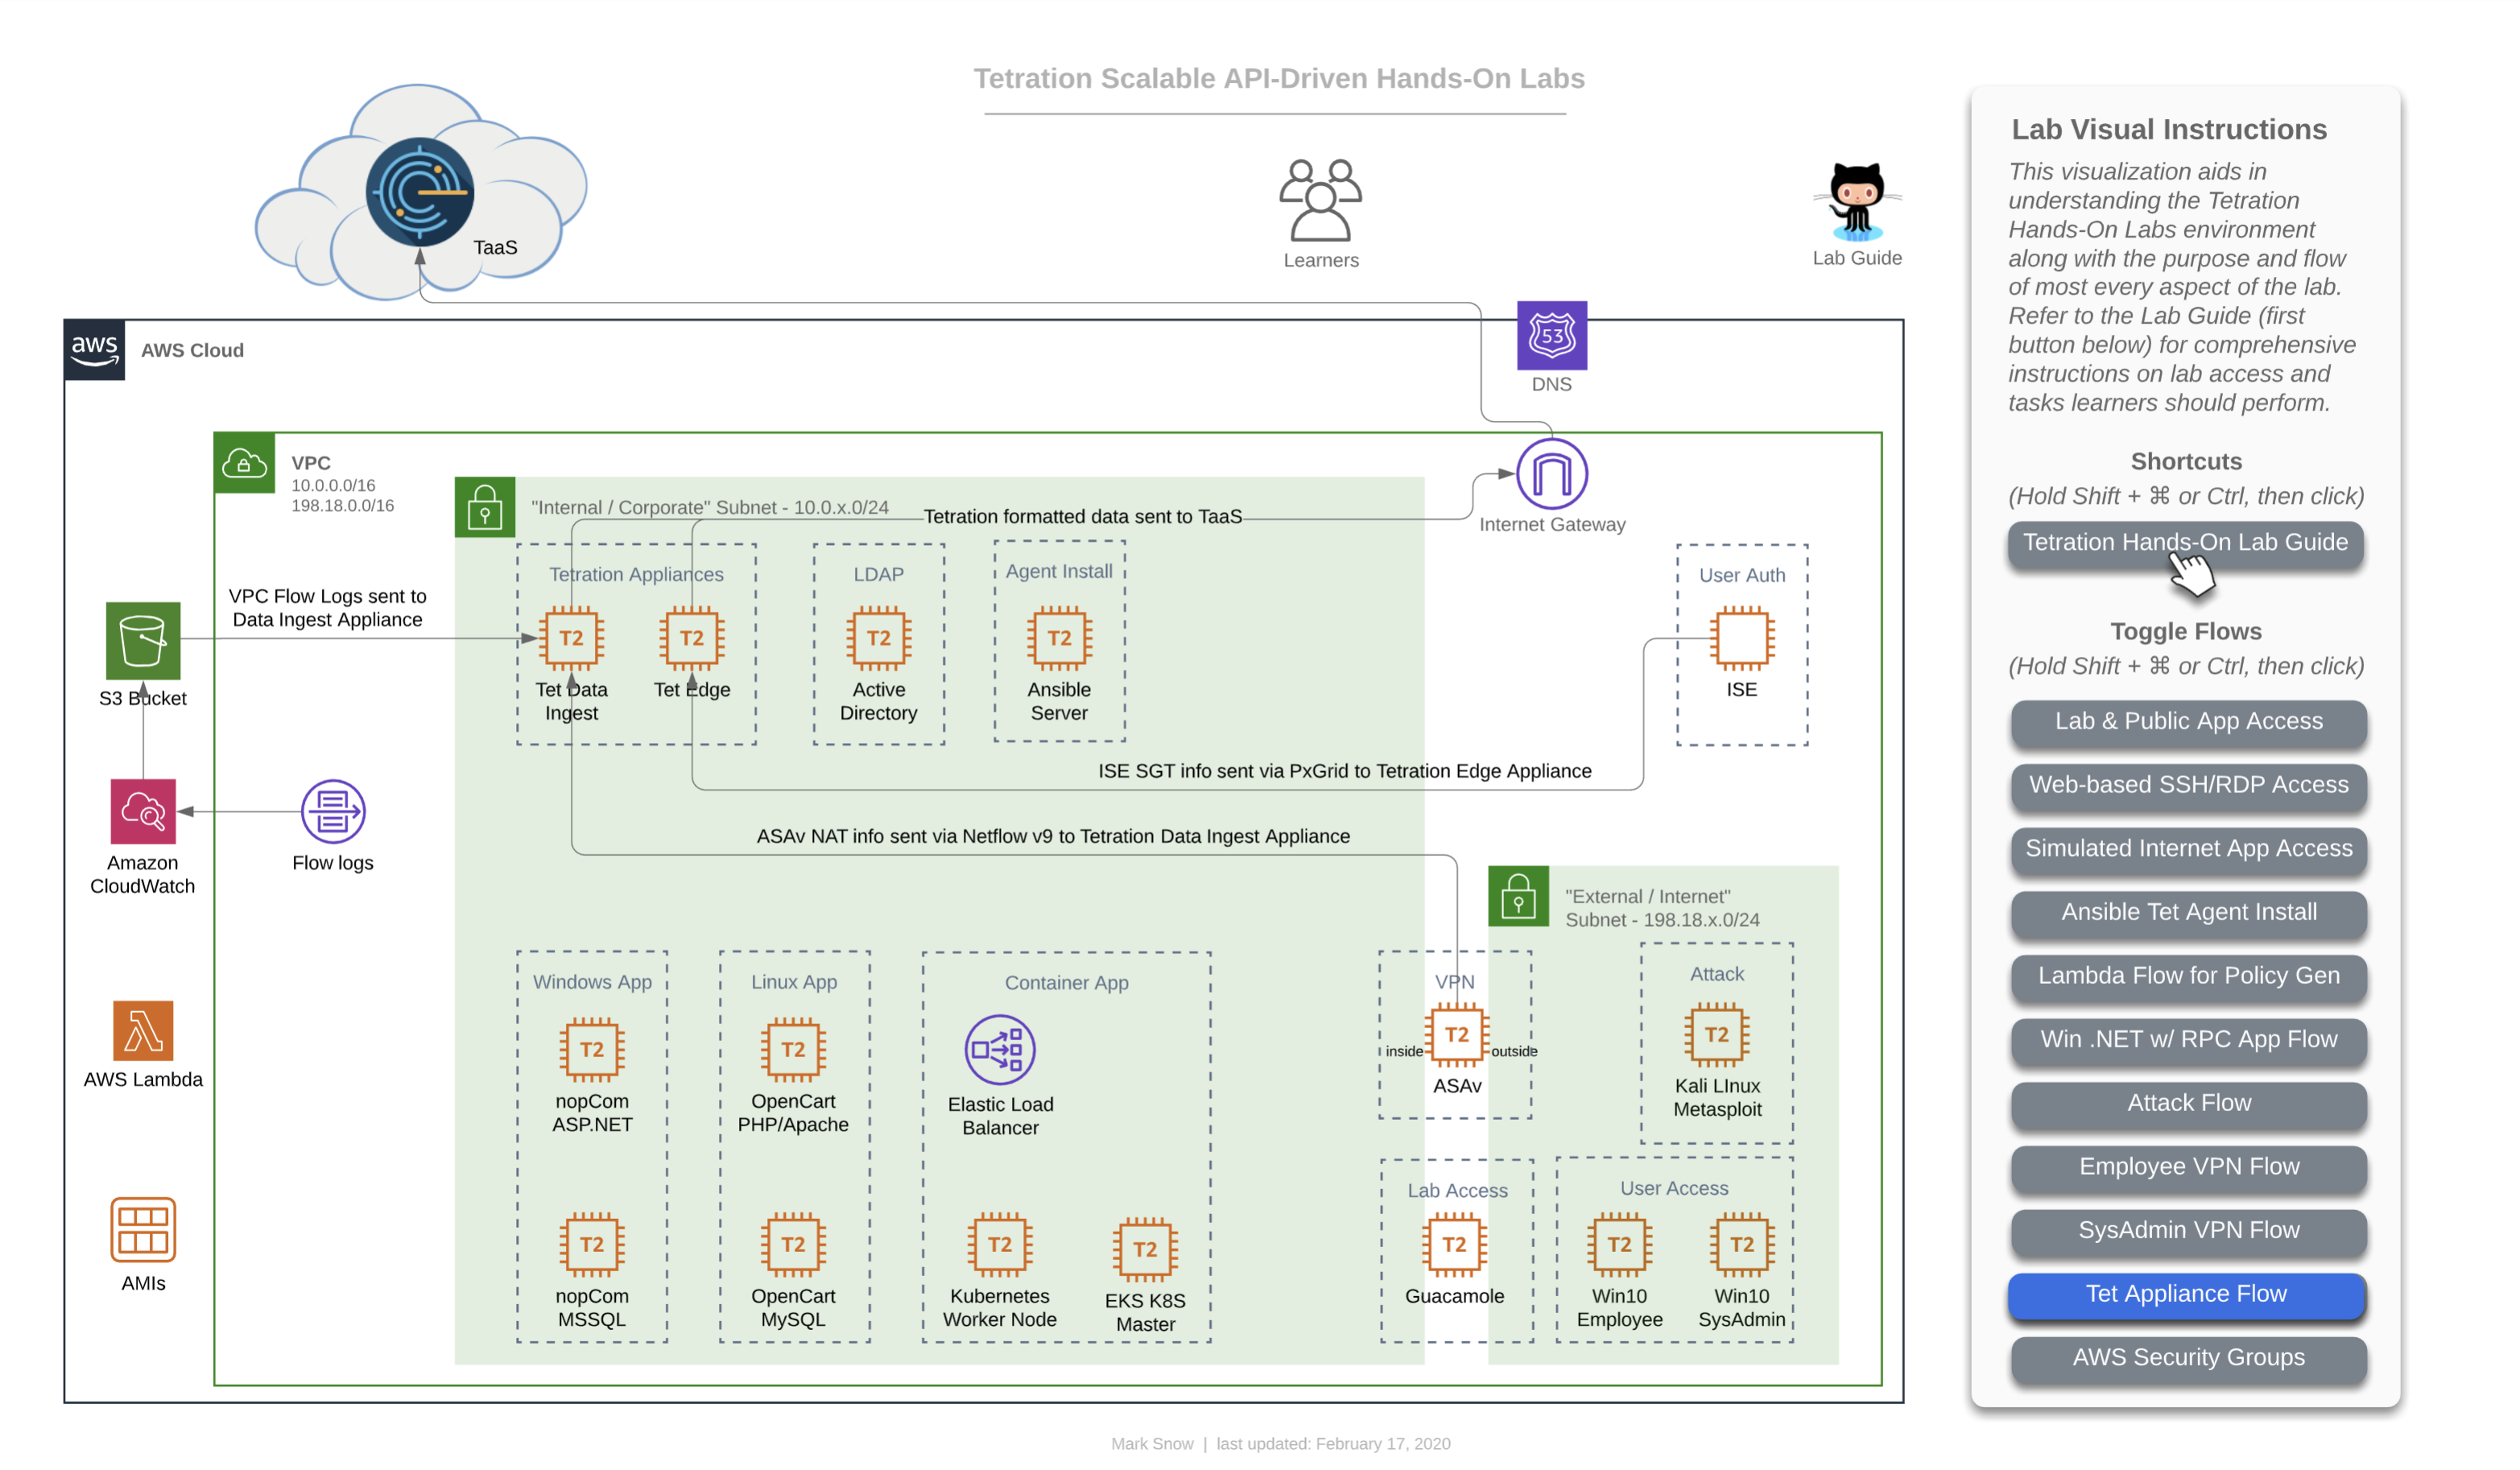 Tetration Scalable API-Driven Hands-On Labs
TaaS
Learners
Lab Guide
aws
AWS Cloud
53
DNS
VPC
10.0.0.0/16
198.18.0.0/16
"Internal / Corporate" Subnet - 10.0.x.0/24
Tetration formatted data sent to TaaS
Internet Gateway
Tetration Appliances
LDAP
Agent Install
User Auth
VPC Flow Logs sent to
Data Ingest Appliance
T2
T2
T2
T2
S3 Bucket
Tet Data
Ingest
Tet Edge
Active
Directory
Ansible
Server
ISE
ISE SGT info sent via PxGrid to Tetration Edge Appliance
ASAv NAT info sent via Netflow v9 to Tetration Data Ingest Appliance
Amazon
CloudWatch
Flow logs
"External / Internet"
Subnet - 198.18.x.0/24
Windows App
Linux App
Container App
VPN
Attack
T2
T2
T2
T2
inside
outside
AWS Lambda
nopCom
ASP.NET
OpenCart
PHP/Apache
Elastic Load
Balancer
ASAv
Kali LInux
Metasploit
Lab Access
User Access
T2
T2
T2
T2
T2
T2
T2
AMIs
nopCom
MSSQL
OpenCart
MySQL
Kubernetes
Worker Node
EKS K8S
Master
Guacamole
Win10
Employee
Win10
SysAdmin
Mark Snow | last updated: February 17, 2020
Lab Visual Instructions
This visualization aids in
understanding the Tetration
Hands-On Labs environment
along with the purpose and flow
of most every aspect of the lab.
Refer to the Lab Guide (first
button below) for comprehensive
instructions on lab access and
tasks learners should perform.
Shortcuts
(Hold Shift + ⌘ or Ctrl, then click)
Tetration Hands-On Lab Guide
Toggle Flows
(Hold Shift + ⌘ or Ctrl, then click)
Lab & Public App Access
Web-based SSH/RDP Access
Simulated Internet App Access
Ansible Tet Agent Install
Lambda Flow for Policy Gen
Win .NET w/ RPC App Flow
Attack Flow
Employee VPN Flow
SysAdmin VPN Flow
Tet Appliance Flow
AWS Security Groups